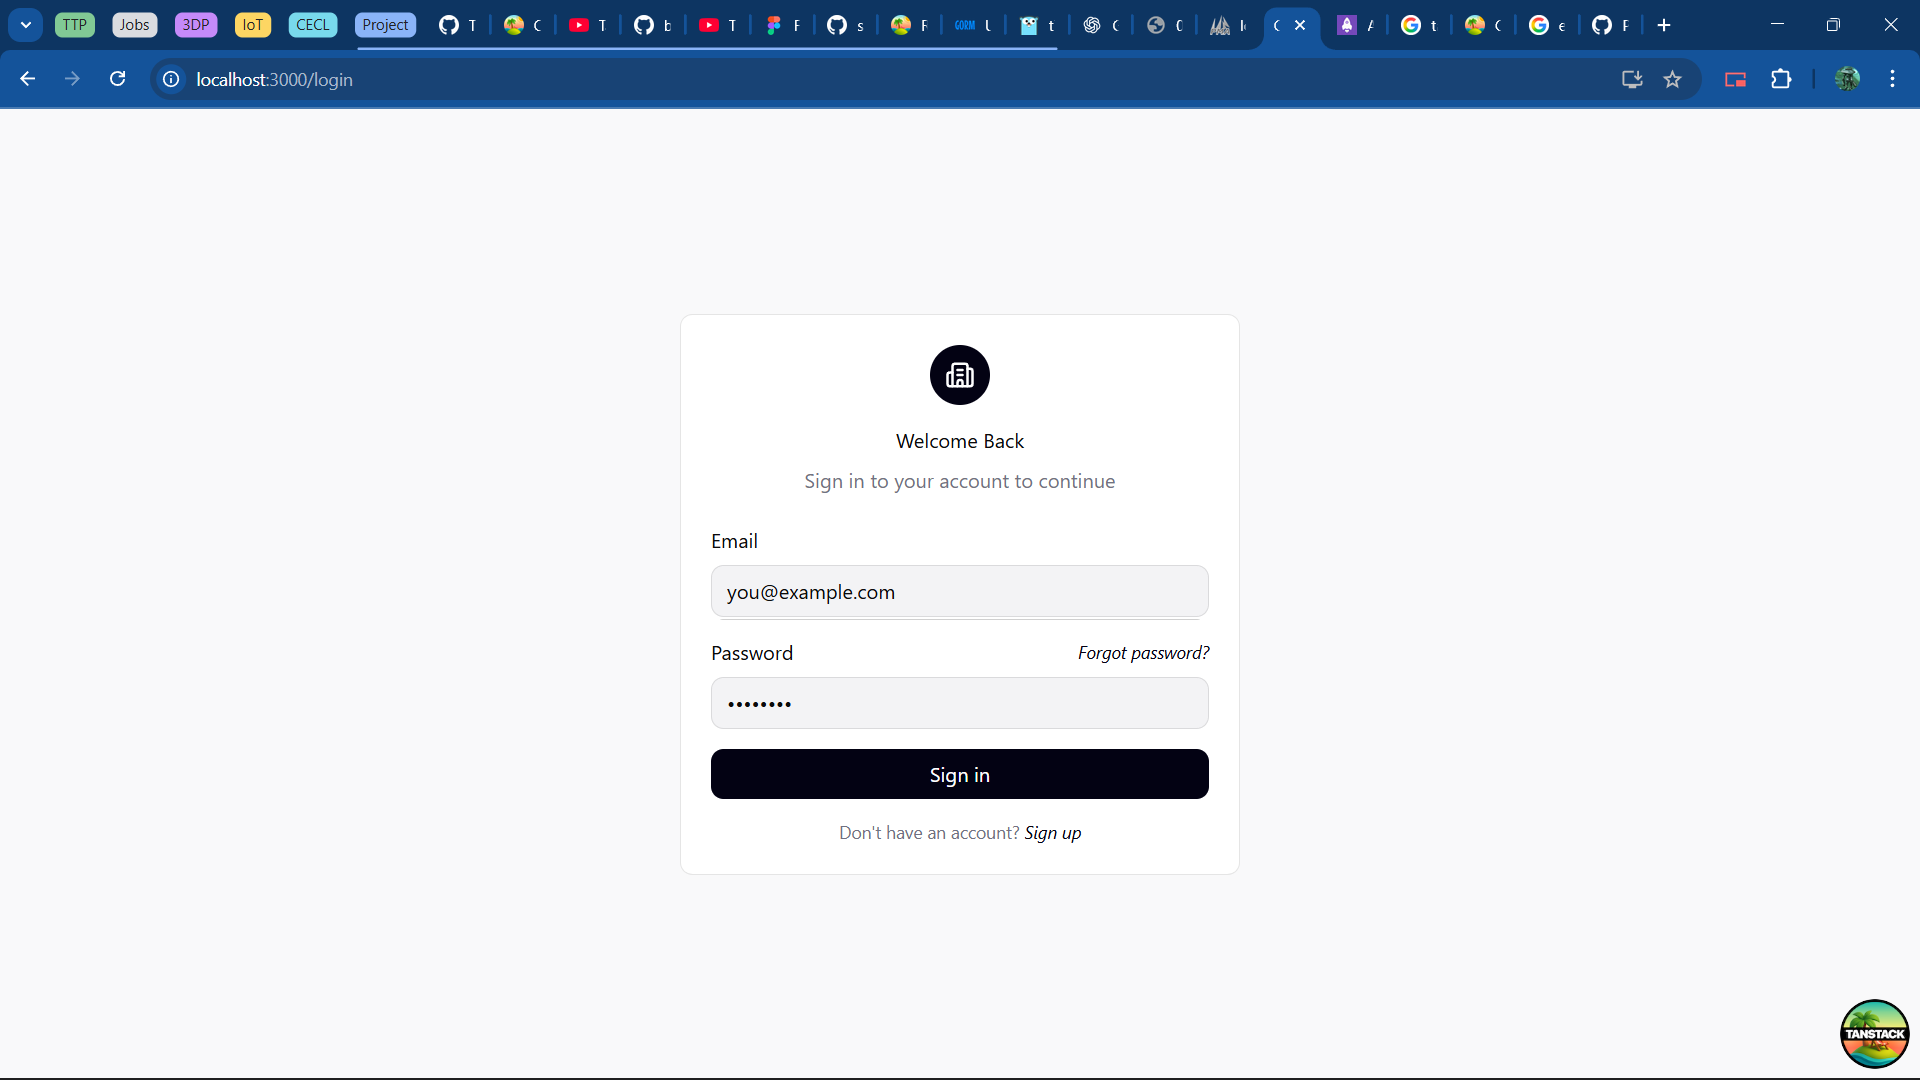 TTP Jobs 3DP IoT CECL Project
localhost:3000/login
Welcome Back
Sign in to your account to continue
Email
you@example.com
Password Forgot password?
••••••••
Sign in
Don't have an account? Sign up
TANSTACK